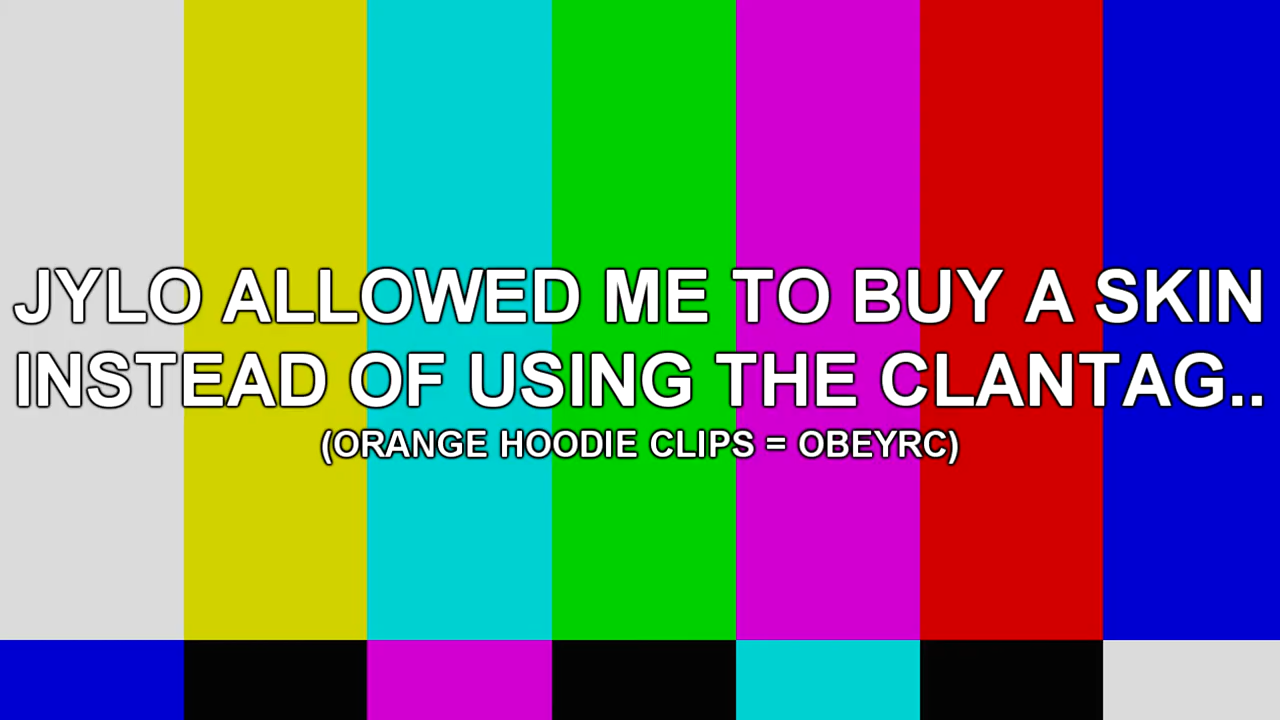 JYLO ALLOWED ME TO BUY A SKIN
INSTEAD OF USING THE CLANTAG..
(ORANGE HOODIE CLIPS = OBEYRC)